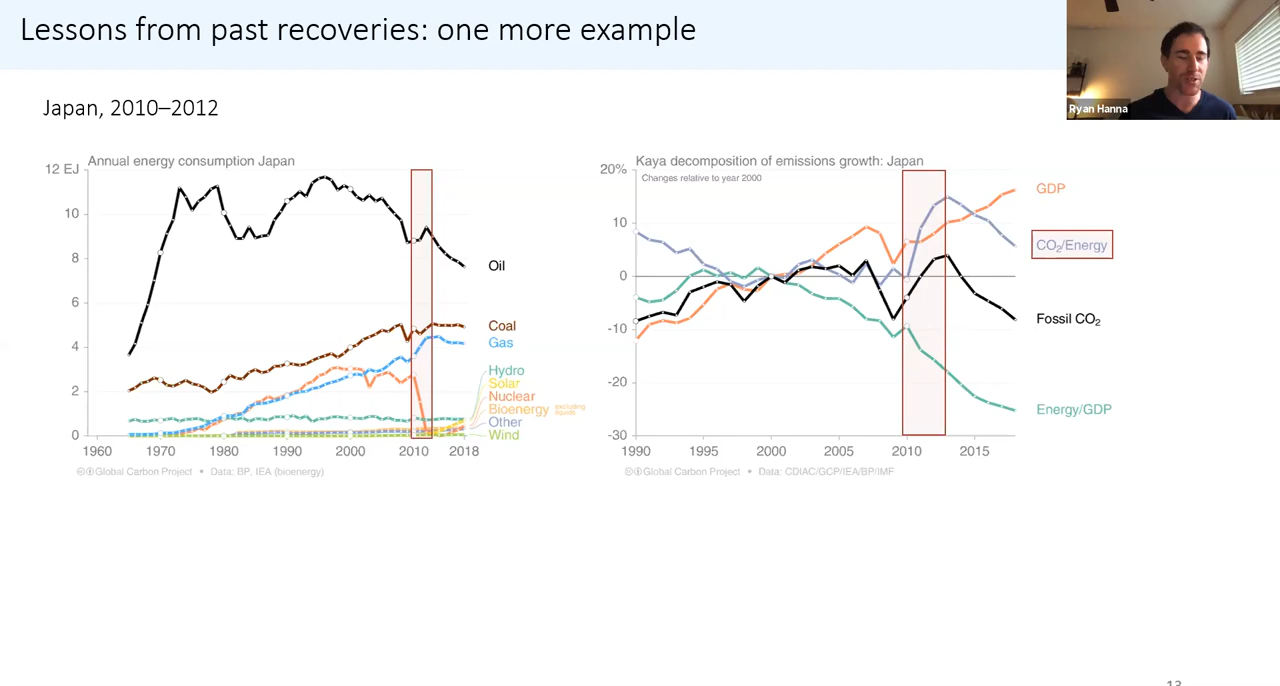 Lessons from past recoveries: one more example
Ryan Hanna
Japan, 2010–2012
Annual energy consumption Japan
12 EJ
10
8
6
4
2
0
1960
1970
1980
1990
2000
2010
2018
Oil
Coal
Gas
Hydro
Solar
Nuclear
Bioenergy excluding liquids
Other
Wind
Global Carbon Project • Data: BP, IEA (bioenergy)
Kaya decomposition of emissions growth: Japan
Changes relative to year 2000
20%
10
0
-10
-20
-30
1990
1995
2000
2005
2010
2015
GDP
CO₂/Energy
Fossil CO₂
Energy/GDP
Global Carbon Project • Data: CDIAC/GCP/IEA/BP/IMF